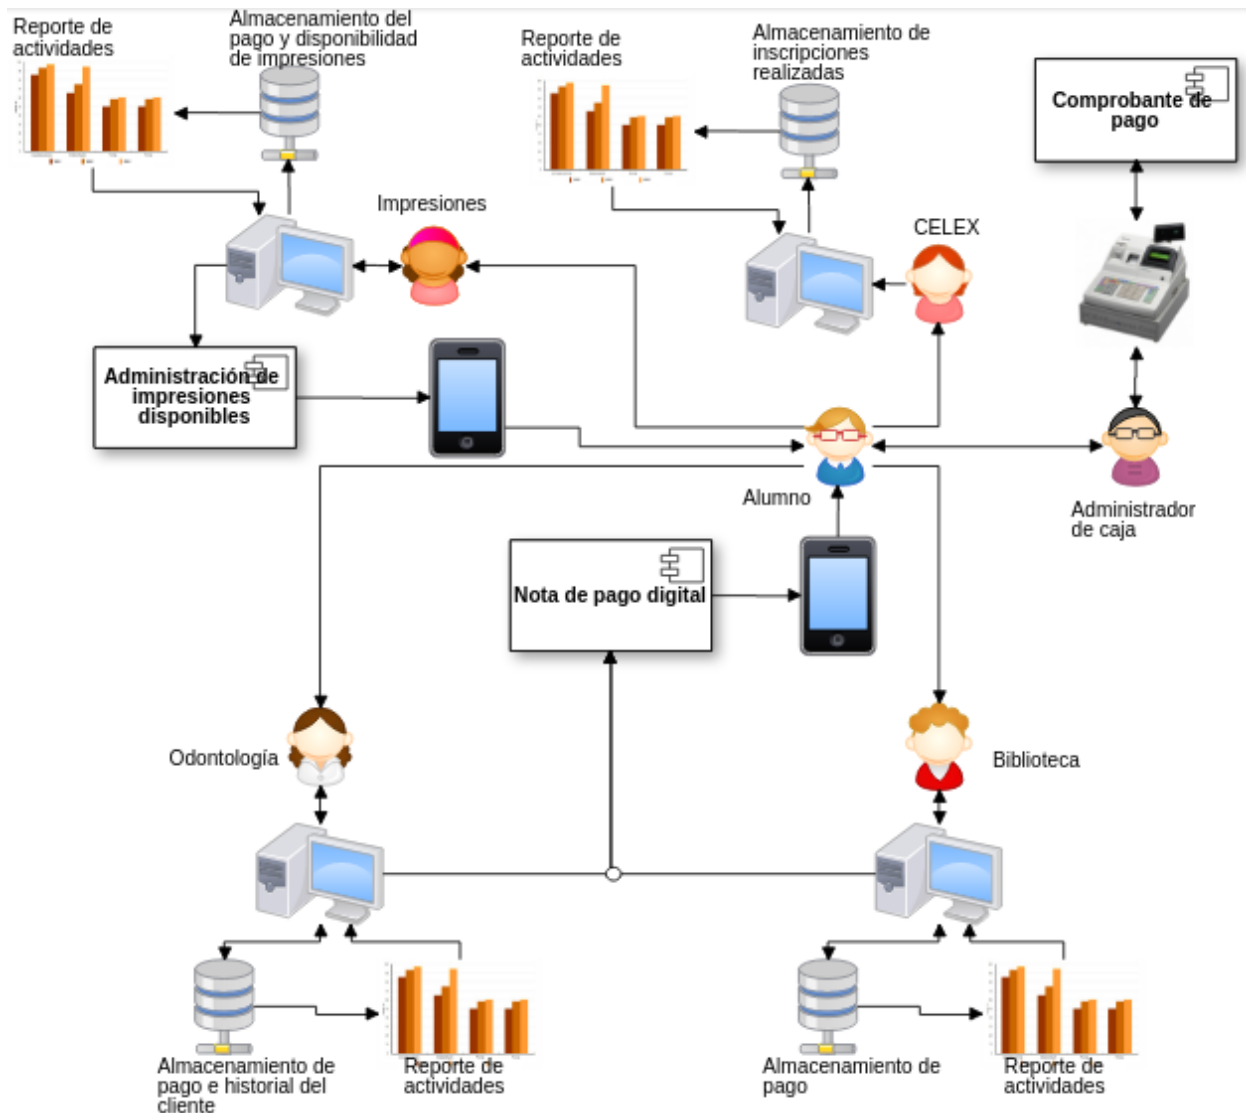 Reporte de
actividades
Almacenamiento del
pago y disponibilidad
de impresiones
Reporte de
actividades
Almacenamiento de
inscripciones
realizadas
Comprobante de
pago
Impresiones
CELEX
Administración de
impresiones
disponibles
Alumno
Administrador
de caja
Nota de pago digital
Odontología
Biblioteca
Almacenamiento de
pago e historial del
cliente
Reporte de
actividades
Almacenamiento de
pago
Reporte de
actividades